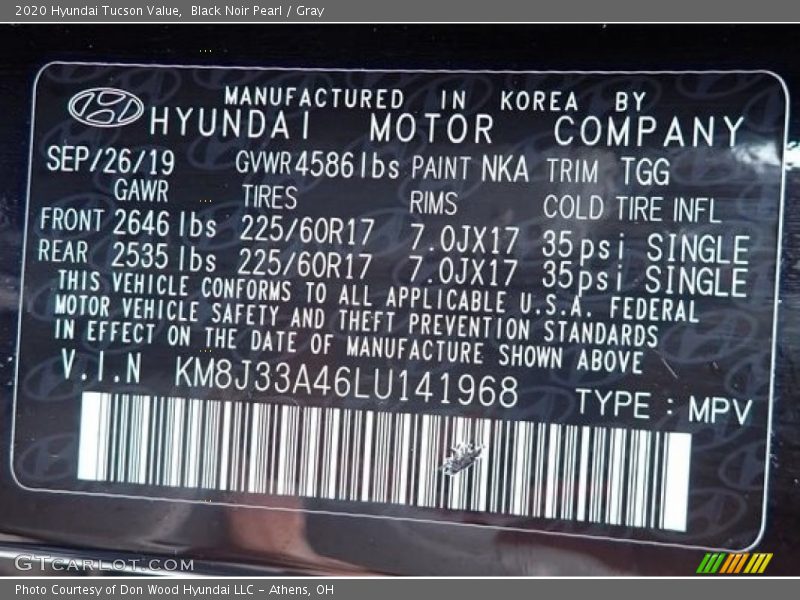 2020 Hyundai Tucson Value,  Black Noir Pearl / Gray
MANUFACTURED IN KOREA BY
HYUNDAI MOTOR COMPANY
SEP/26/19 GVWR 4586 lbs PAINT NKA TRIM TGG
GAWR TIRES RIMS COLD TIRE INFL
FRONT 2646 lbs 225/60R17 7.0JX17 35psi SINGLE
REAR 2535 lbs 225/60R17 7.0JX17 35psi SINGLE
THIS VEHICLE CONFORMS TO ALL APPLICABLE U.S.A. FEDERAL
MOTOR VEHICLE SAFETY AND THEFT PREVENTION STANDARDS
IN EFFECT ON THE DATE OF MANUFACTURE SHOWN ABOVE
V.I.N KM8J33A46LU141968 TYPE : MPV
GTCARLOT.COM
Photo Courtesy of Don Wood Hyundai LLC - Athens, OH